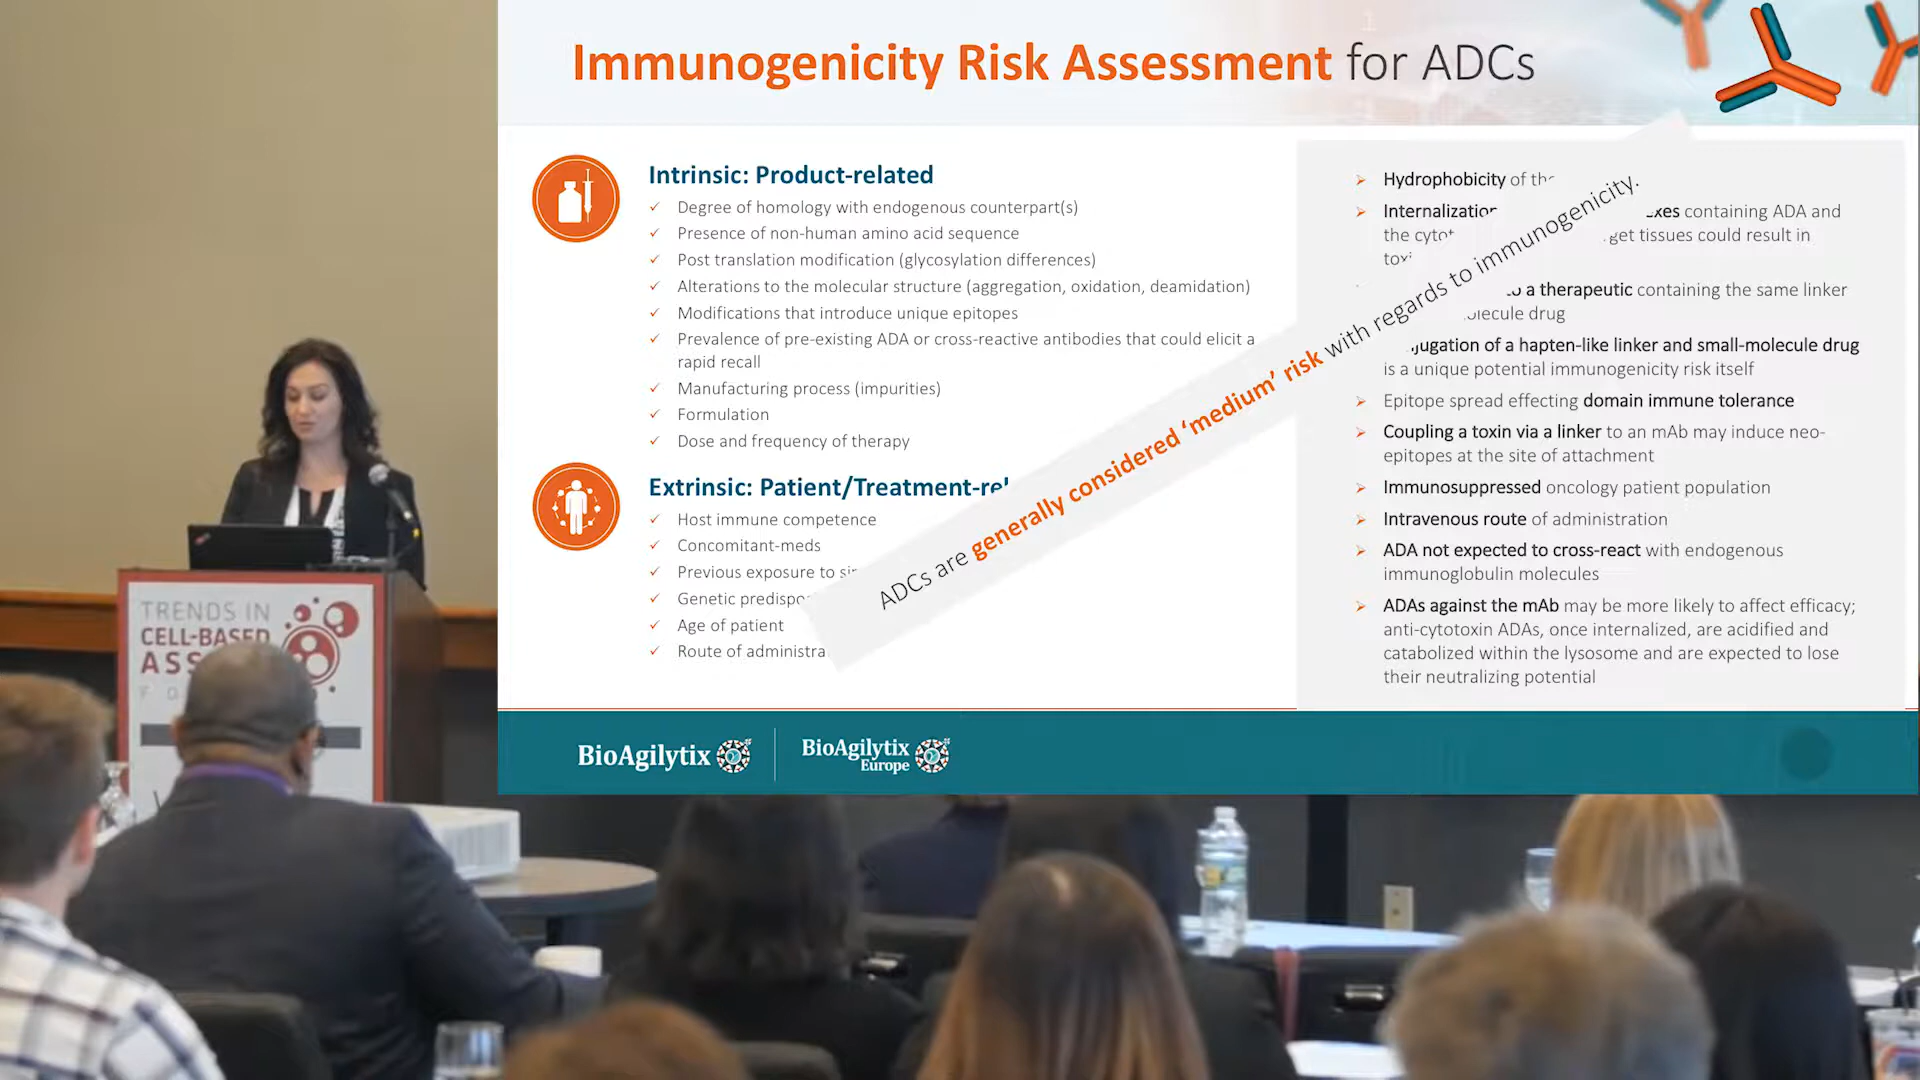 Immunogenicity Risk Assessment for ADCs
Intrinsic: Product-related
Degree of homology with endogenous counterpart(s)
Presence of non-human amino acid sequence
Post translation modification (glycosylation differences)
Alterations to the molecular structure (aggregation, oxidation, deamidation)
Modifications that introduce unique epitopes
Prevalence of pre-existing ADA or cross-reactive antibodies that could elicit a
rapid recall
Manufacturing process (impurities)
Formulation
Dose and frequency of therapy
Extrinsic: Patient/Treatment-rel
Host immune competence
Concomitant-meds
Previous exposure to si
Genetic predispo
Age of patient
Route of administra
ADCs are generally considered ‘medium’ risk with regards to immunogenicity.
Hydrophobicity of the
Internalization xes containing ADA and
the cytot get tissues could result in
toxi
to a therapeutic containing the same linker
olecule drug
jugation of a hapten-like linker and small-molecule drug
is a unique potential immunogenicity risk itself
Epitope spread effecting domain immune tolerance
Coupling a toxin via a linker to an mAb may induce neo-
epitopes at the site of attachment
Immunosuppressed oncology patient population
Intravenous route of administration
ADA not expected to cross-react with endogenous
immunoglobulin molecules
ADAs against the mAb may be more likely to affect efficacy;
anti-cytotoxin ADAs, once internalized, are acidified and
catabolized within the lysosome and are expected to lose
their neutralizing potential
BioAgilytix
BioAgilytix
Europe
TRENDS IN
CELL-BASED
ASS